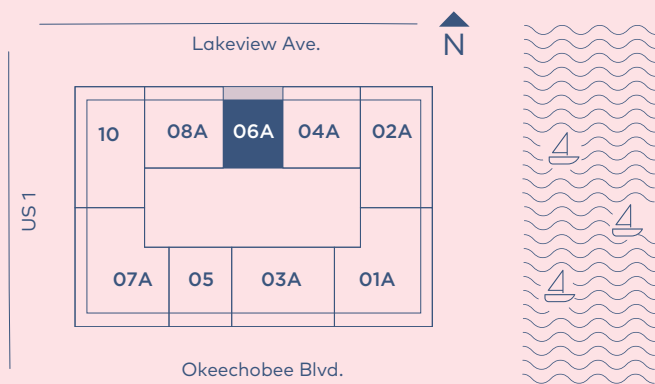 Lakeview Ave.
N
10
08A
06A
04A
02A
US 1
07A
05
03A
01A
Okeechobee Blvd.